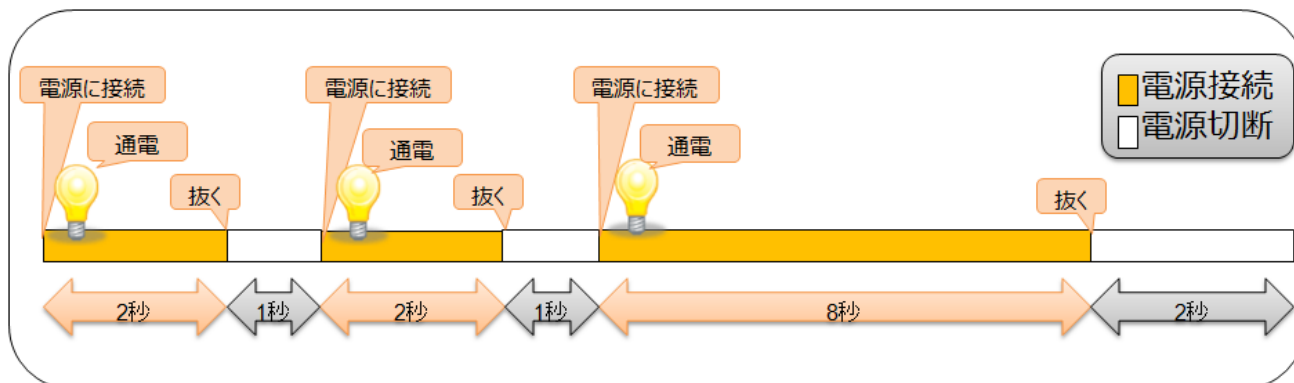 電源に接続
電源に接続
電源に接続
電源接続
電源切断
通電
通電
通電
抜く
抜く
抜く
2秒
1秒
2秒
1秒
8秒
2秒